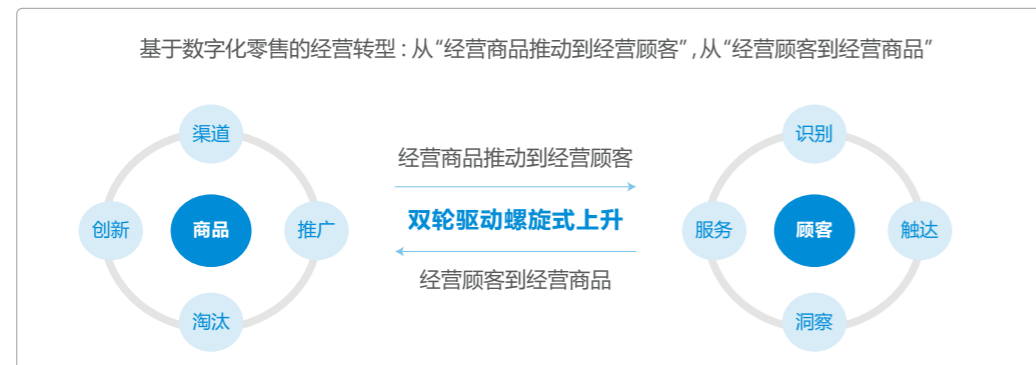 基于数字化零售的经营转型：从“经营商品推动到经营顾客”，从“经营顾客到经营商品”
渠道
创新
商品
推广
淘汰
经营商品推动到经营顾客
双轮驱动螺旋式上升
经营顾客到经营商品
识别
服务
顾客
触达
洞察